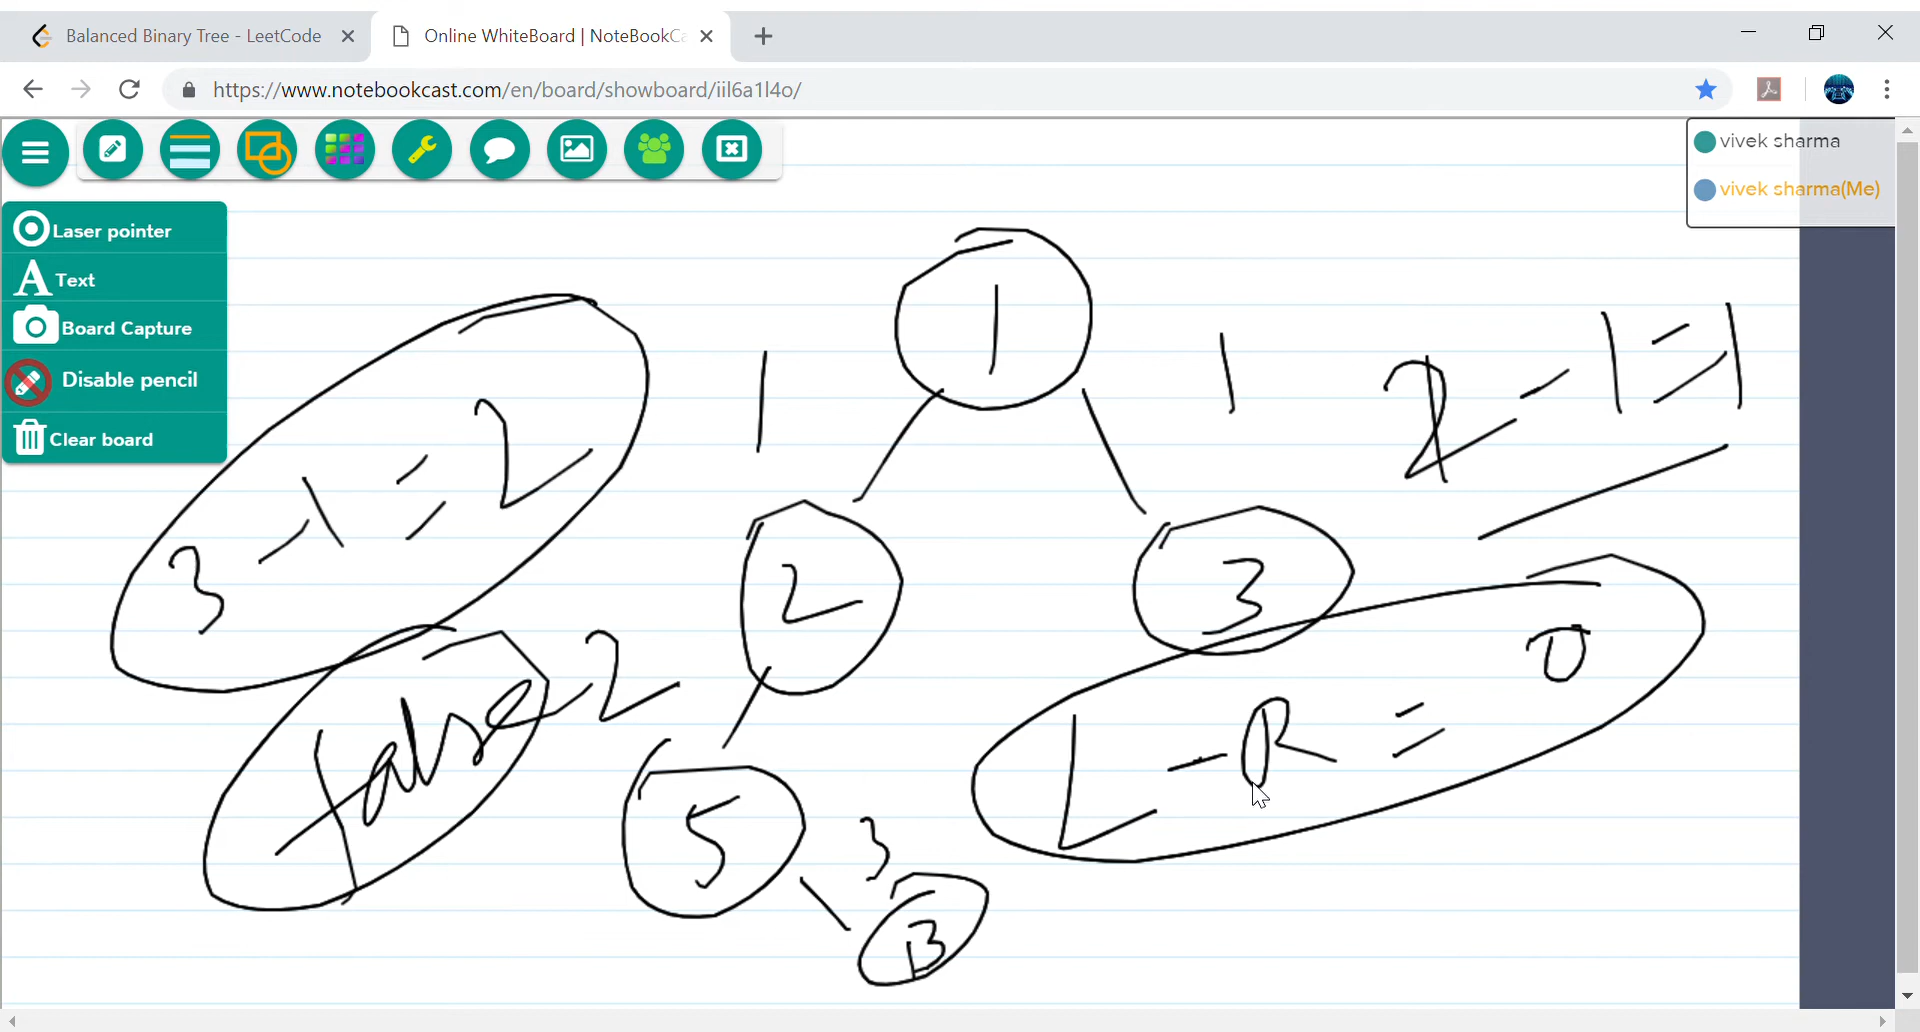 Balanced Binary Tree - LeetCode
Online WhiteBoard | NoteBookCa
https://www.notebookcast.com/en/board/showboard/iil6a1l4o/
vivek sharma
vivek sharma(Me)
Laser pointer
A Text
Board Capture
Disable pencil
Clear board
1
1
1
2 - 1 = 1
3 - 1 = 2
2
3
false
2
L - R = 0
5
3
B